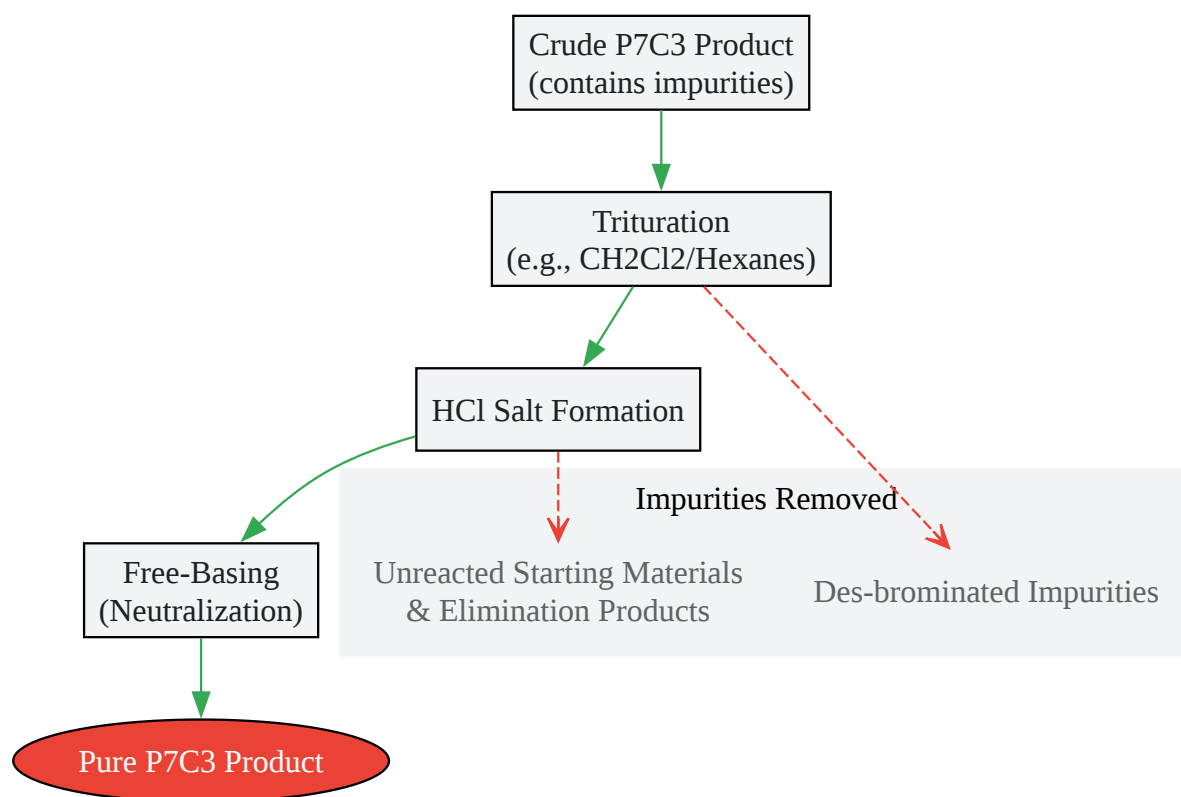 Crude P7C3 Product
(contains impurities)
Trituration
(e.g., CH2Cl2/Hexanes)
HCl Salt Formation
Impurities Removed
Free-Basing
(Neutralization)
Unreacted Starting Materials
& Elimination Products
Des-brominated Impurities
Pure P7C3 Product